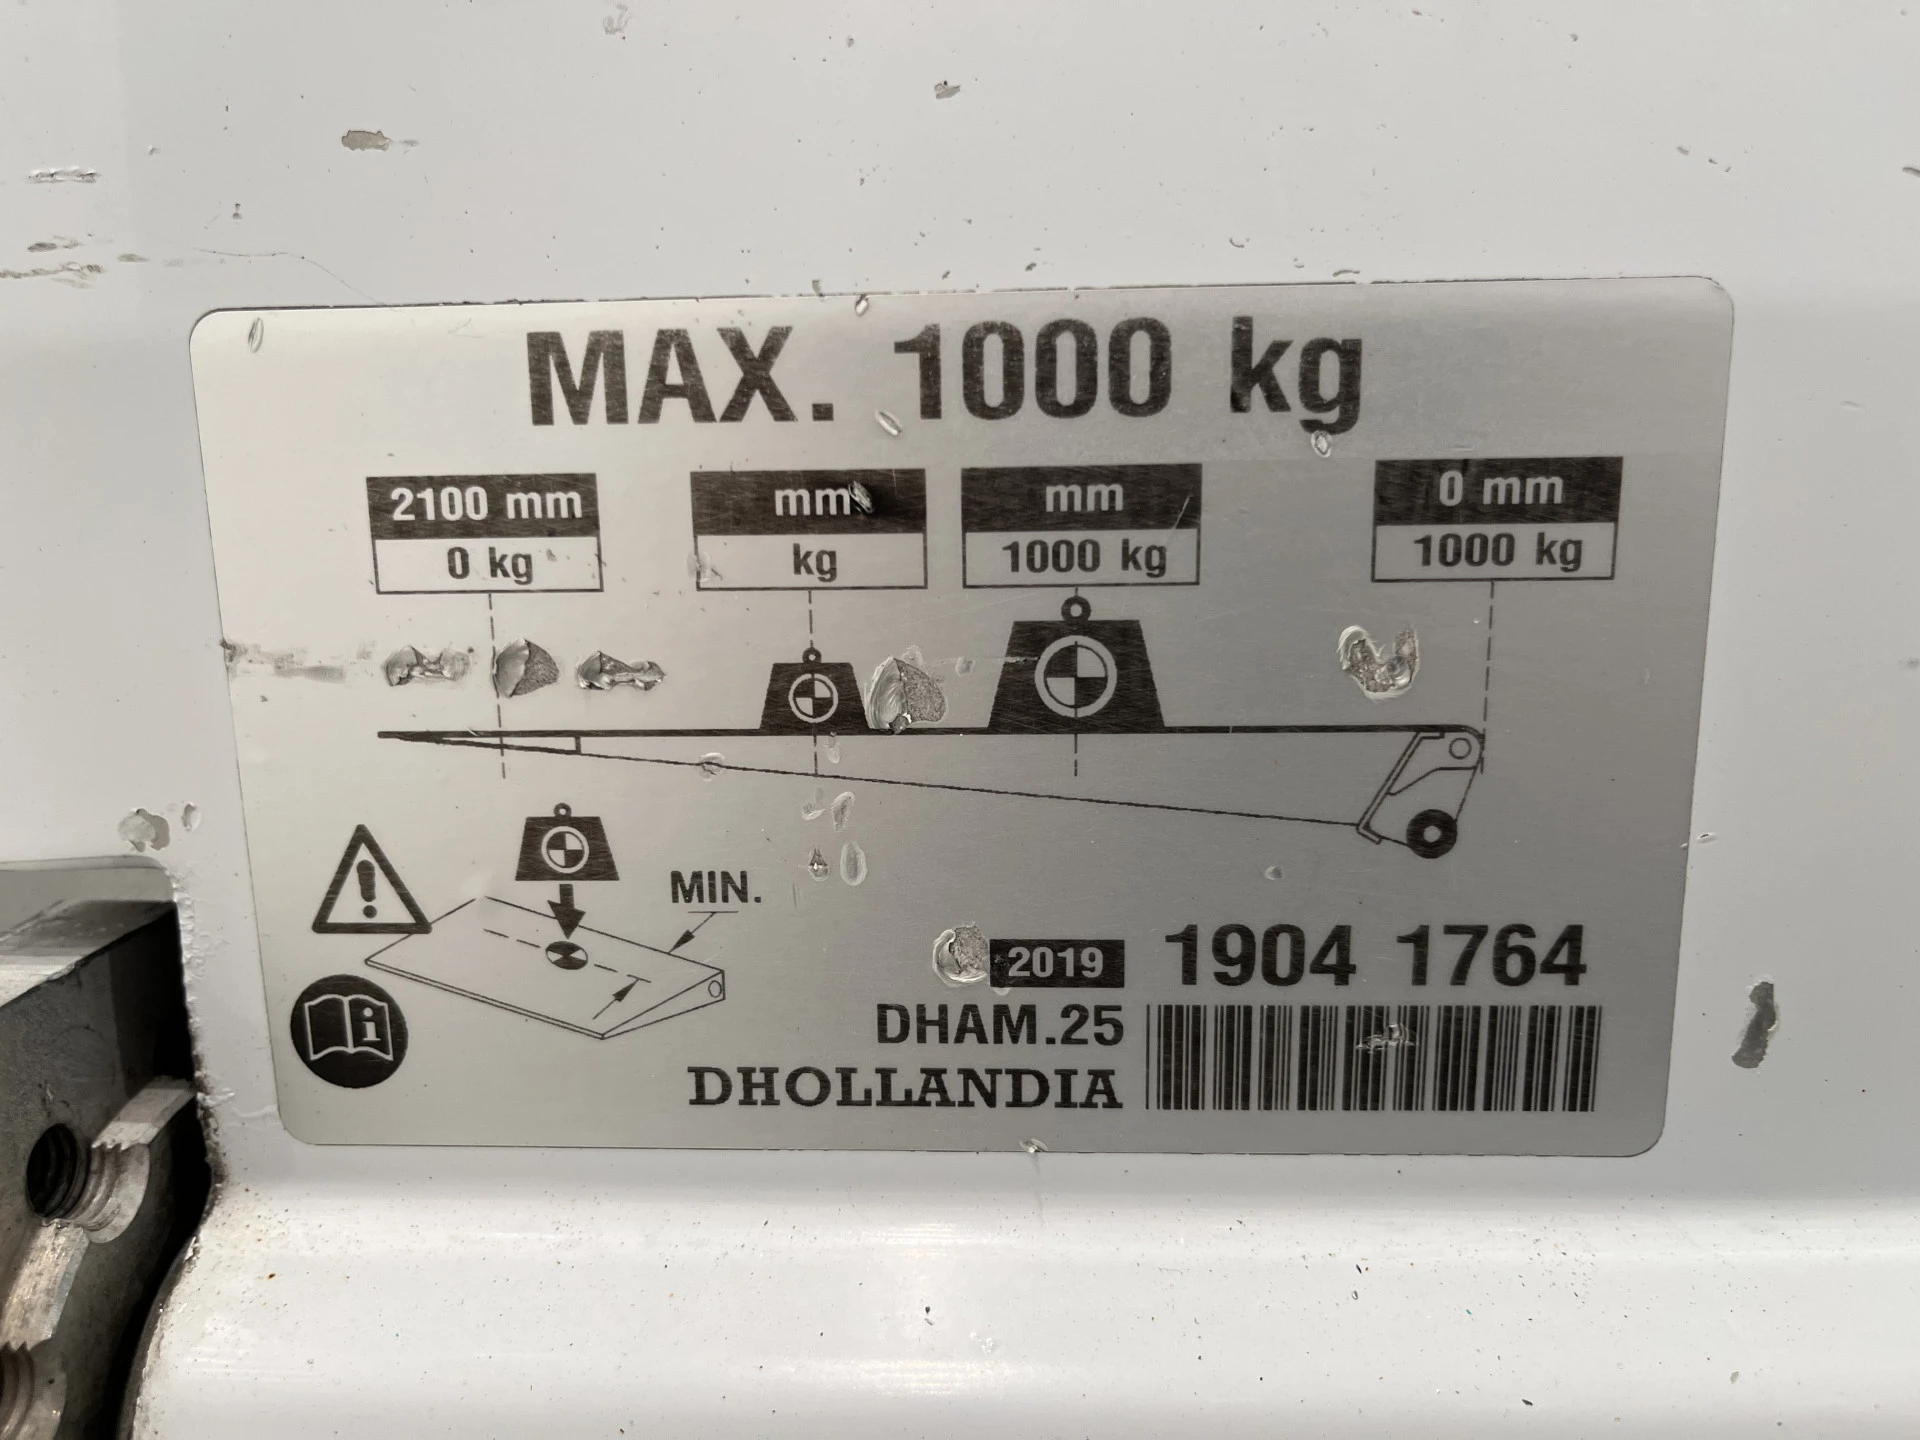 MAX. 1000 kg
2100 mm
0 kg
mm
kg
mm
1000 kg
0 mm
1000 kg
MIN.
2019 1904 1764
DHAM.25
DHOLLANDIA